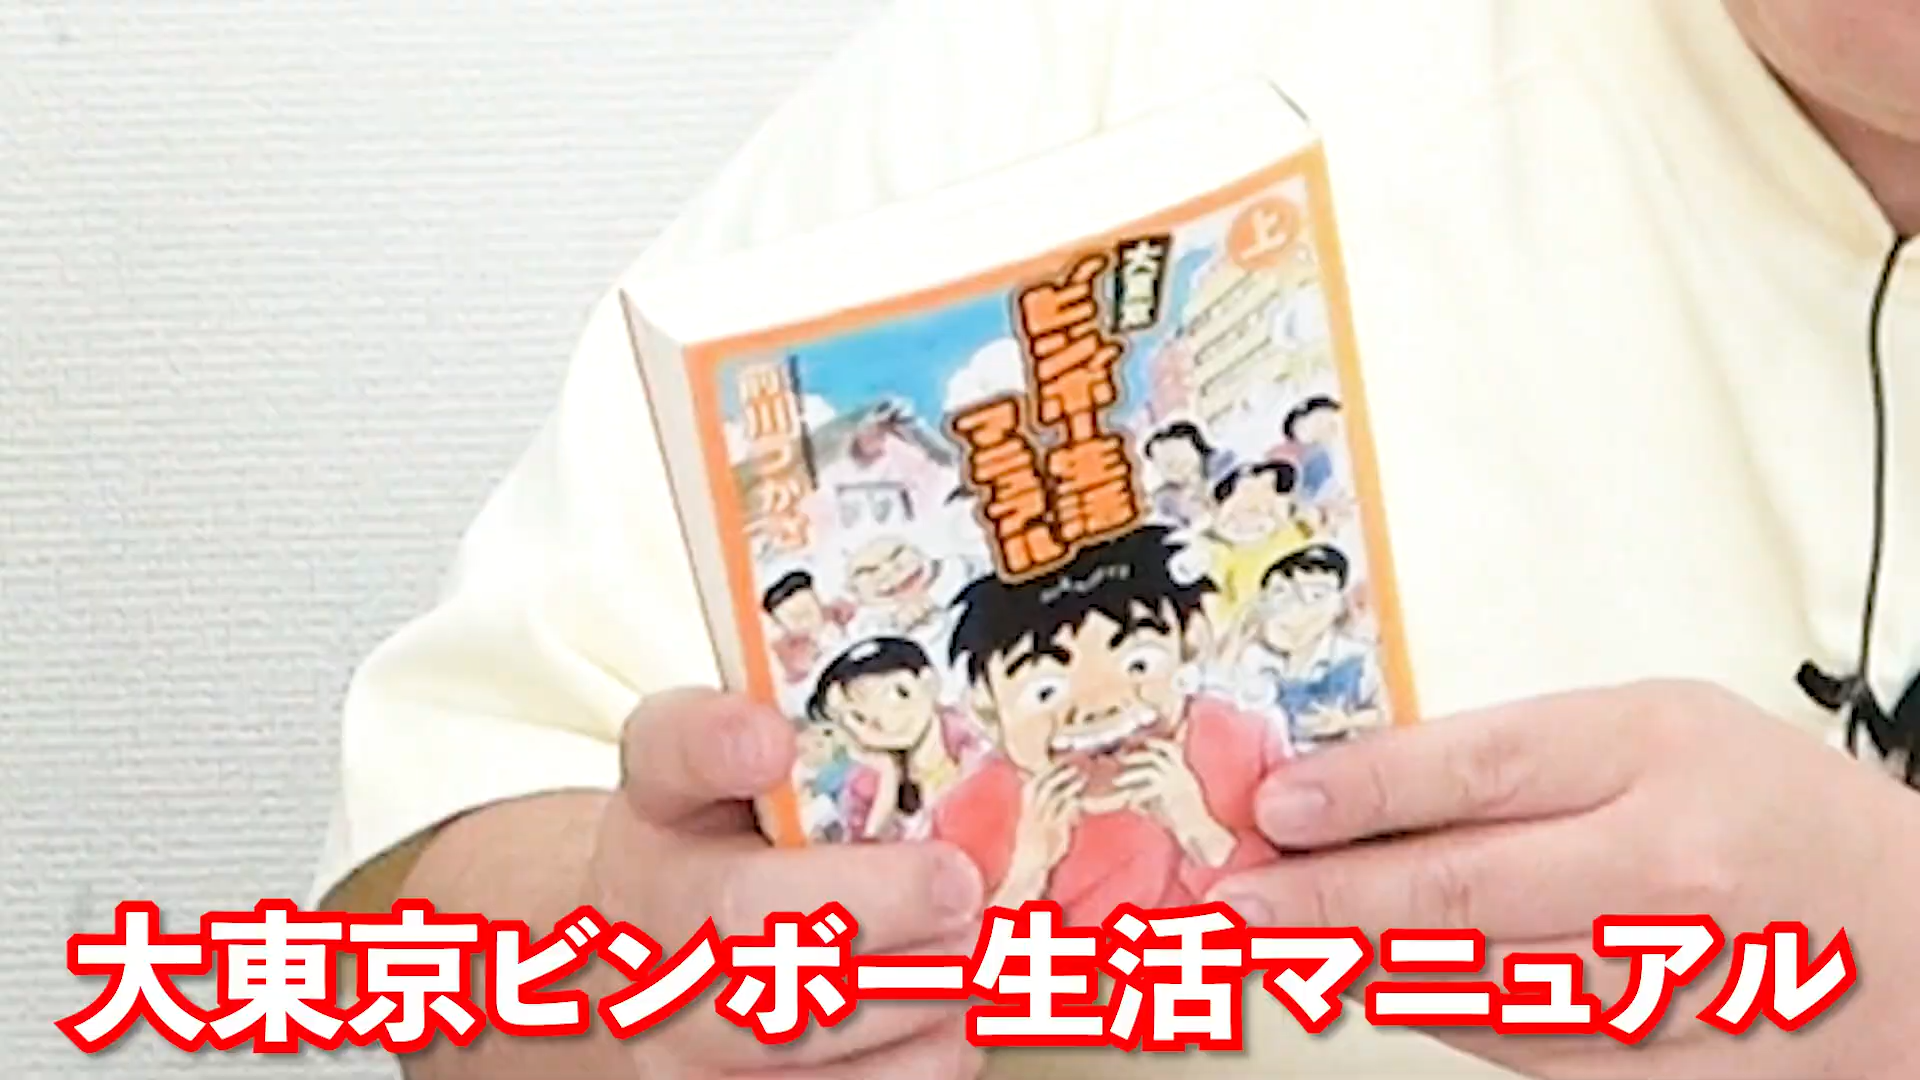 上
大東京
ビンボー生活
マニュアル
前川つかさ
大東京ビンボー生活マニュアル